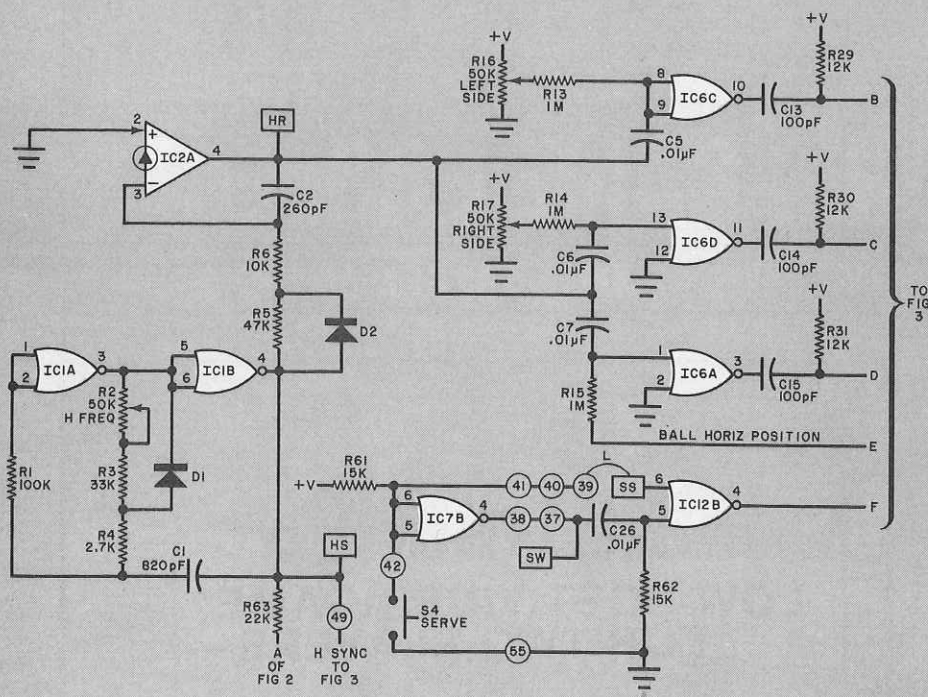 +V
R16
50K
LEFT
SIDE
R13
1M
8
9
IC6C
10
C13
100pF
+V
R29
12K
B
C5
.01µF
2
+
IC2A
4
−
3
HR
C2
260pF
R6
10K
R5
47K
D2
+V
R17
50K
RIGHT
SIDE
R14
1M
13
12
IC6D
11
C14
100pF
+V
R30
12K
C
C6
.01µF
C7
.01µF
TO
FIG
3
1
2
IC6A
3
C15
100pF
+V
R31
12K
D
R15
1M
BALL HORIZ POSITION
E
1
2
IC1A
3
5
6
IC1B
4
R2
50K
H FREQ
R1
100K
R3
33K
D1
R4
2.7K
C1
820pF
R63
22K
A
OF
FIG 2
HS
49
H SYNC
TO
FIG 3
+V
R61
15K
6
5
IC7B
4
41
40
39
L
SS
38
37
SW
C26
.01µF
6
5
IC12B
4
F
42
S4
SERVE
R62
15K
55